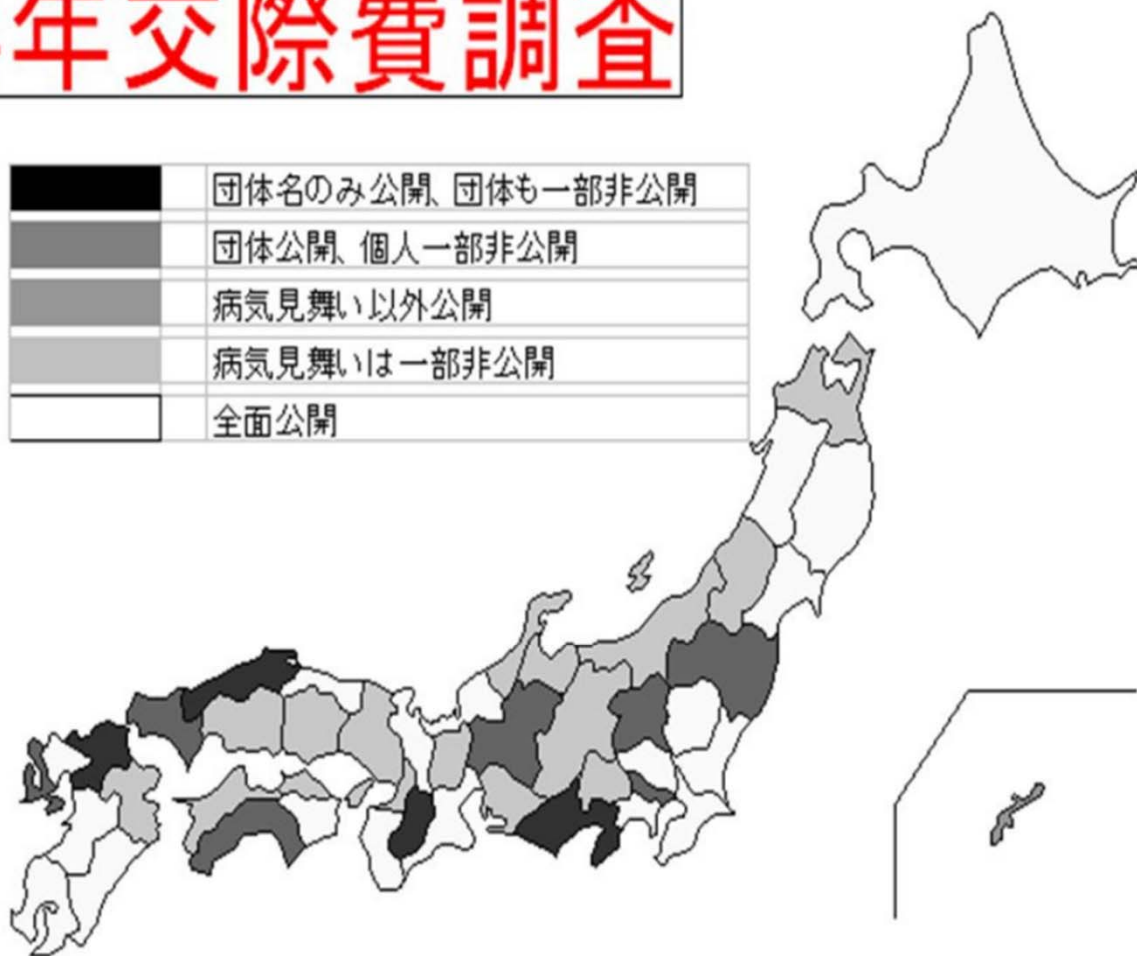 年交際費調査
団体名のみ公開、団体も一部非公開
団体公開、個人一部非公開
病気見舞い以外公開
病気見舞いは一部非公開
全面公開